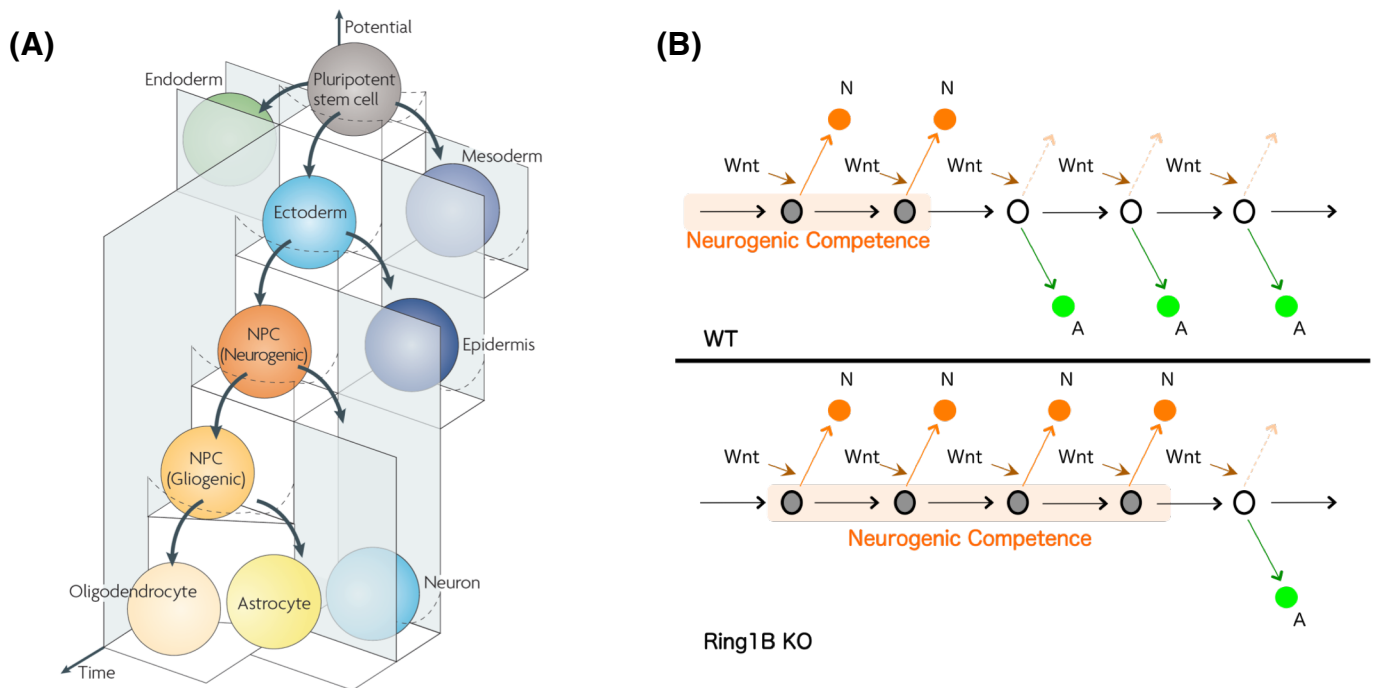 (A)
Potential
Endoderm
Pluripotent
stem cell
Mesoderm
Ectoderm
NPC
(Neurogenic)
Epidermis
NPC
(Gliogenic)
Oligodendrocyte
Astrocyte
Neuron
Time
(B)
N
N
Wnt
Wnt
Wnt
Wnt
Wnt
Neurogenic Competence
A
A
A
WT
N
N
N
N
Wnt
Wnt
Wnt
Wnt
Wnt
Neurogenic Competence
A
Ring1B KO